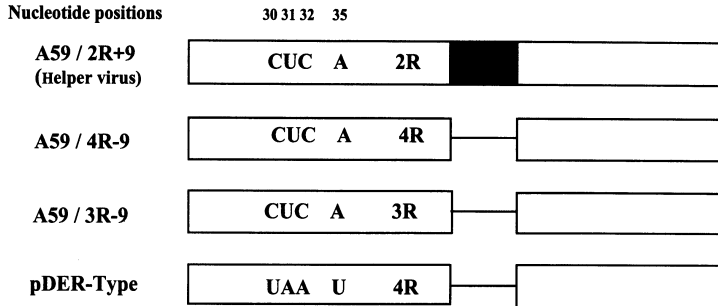 Nucleotide positions 30 31 32 35
A59 / 2R+9 CUC A 2R
(Helper virus)
A59 / 4R-9 CUC A 4R
A59 / 3R-9 CUC A 3R
pDER-Type UAA U 4R